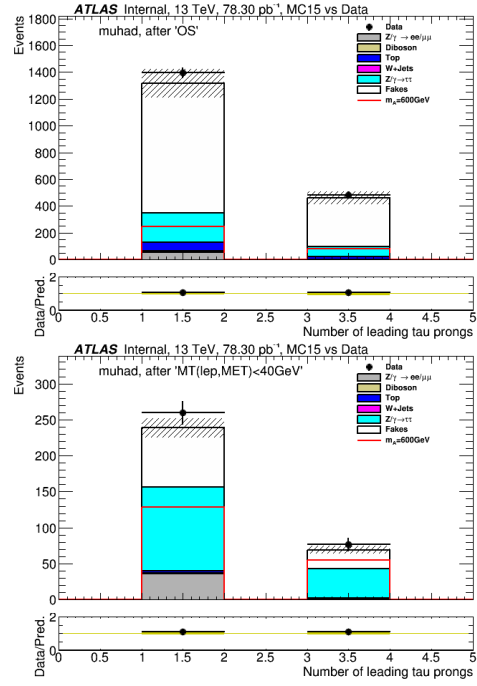 ATLAS Internal, 13 TeV, 78.30 pb⁻¹, MC15 vs Data
Events
muhad, after 'OS'
Data
Z/γ → ee/μμ
Diboson
Top
W+Jets
Z/γ→ττ
Fakes
m_A=600GeV
1800
1600
1400
1200
1000
800
600
400
200
0
Data/Pred.
2
0
0 0.5 1 1.5 2 2.5 3 3.5 4 4.5 5
Number of leading tau prongs
ATLAS Internal, 13 TeV, 78.30 pb⁻¹, MC15 vs Data
Events
muhad, after 'MT(lep,MET)<40GeV'
Data
Z/γ → ee/μμ
Diboson
Top
W+Jets
Z/γ→ττ
Fakes
m_A=600GeV
300
250
200
150
100
50
0
Data/Pred.
2
0
0 0.5 1 1.5 2 2.5 3 3.5 4 4.5 5
Number of leading tau prongs